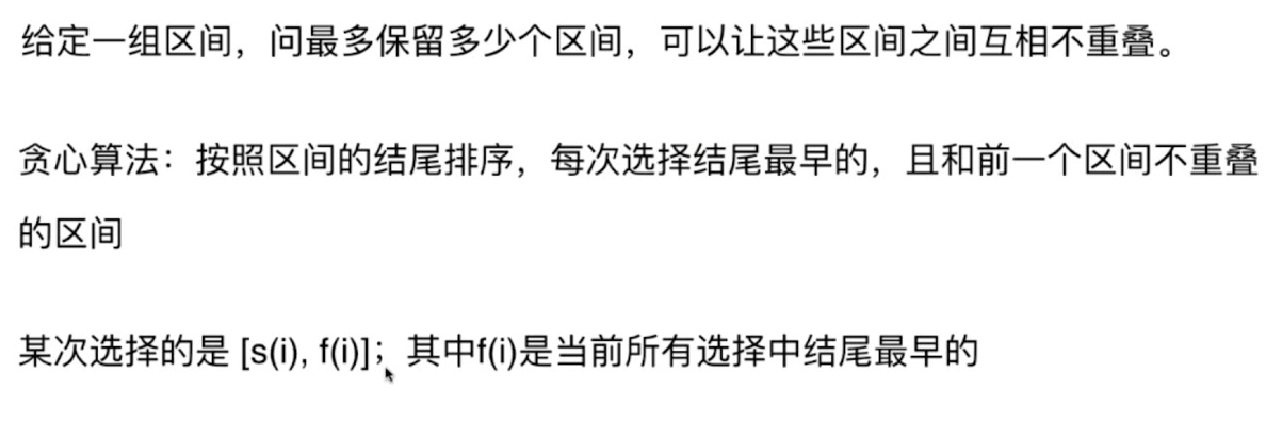 给定一组区间，问最多保留多少个区间，可以让这些区间之间互相不重叠。
贪心算法：按照区间的结尾排序，每次选择结尾最早的，且和前一个区间不重叠
的区间
某次选择的是 [s(i), f(i)]；其中f(i)是当前所有选择中结尾最早的